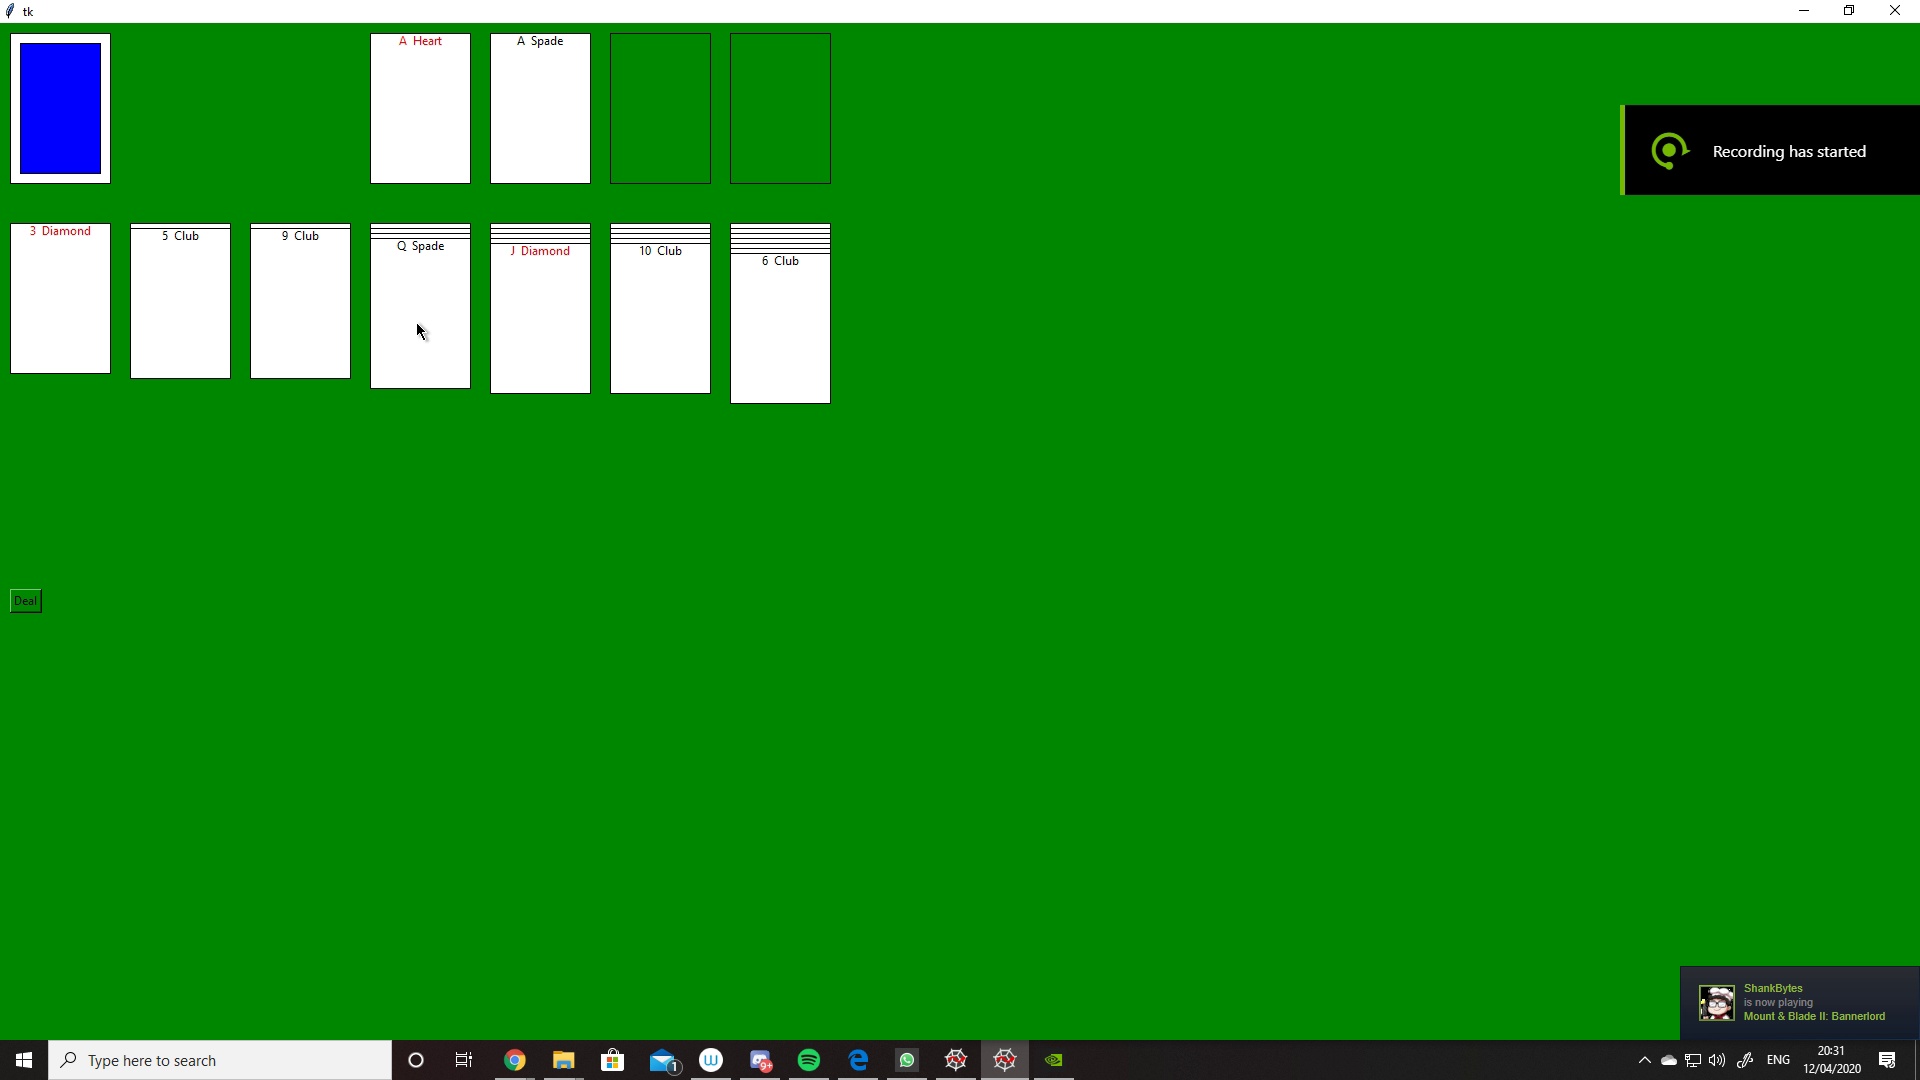 tk
A Heart
A Spade
Recording has started
3 Diamond
5 Club
9 Club
Q Spade
J Diamond
10 Club
6 Club
Deal
ShankBytes
is now playing
Mount & Blade II: Bannerlord
Type here to search
1
W
9+
ENG
20:31
12/04/2020